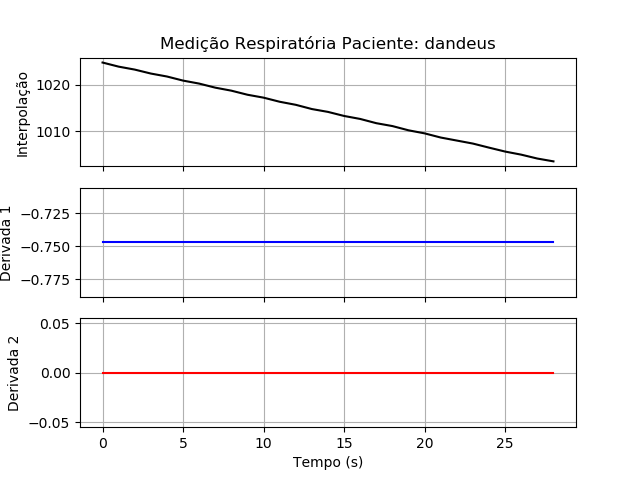 Medição Respiratória Paciente: dandeus
Interpolação
1020
1010
Derivada 1
−0.725
−0.750
−0.775
Derivada 2
0.05
0.00
−0.05
0 5 10 15 20 25
Tempo (s)